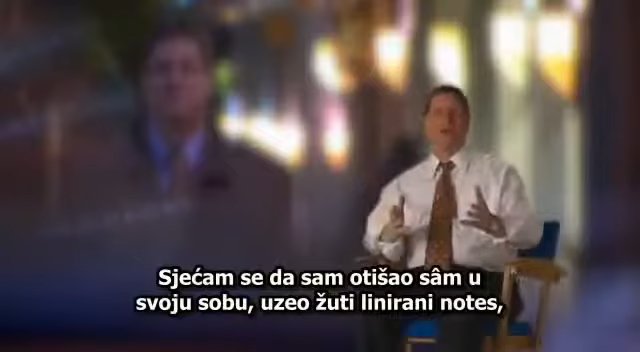 Sjećam se da sam otišao sâm u
svoju sobu, uzeo žuti linirani notes,